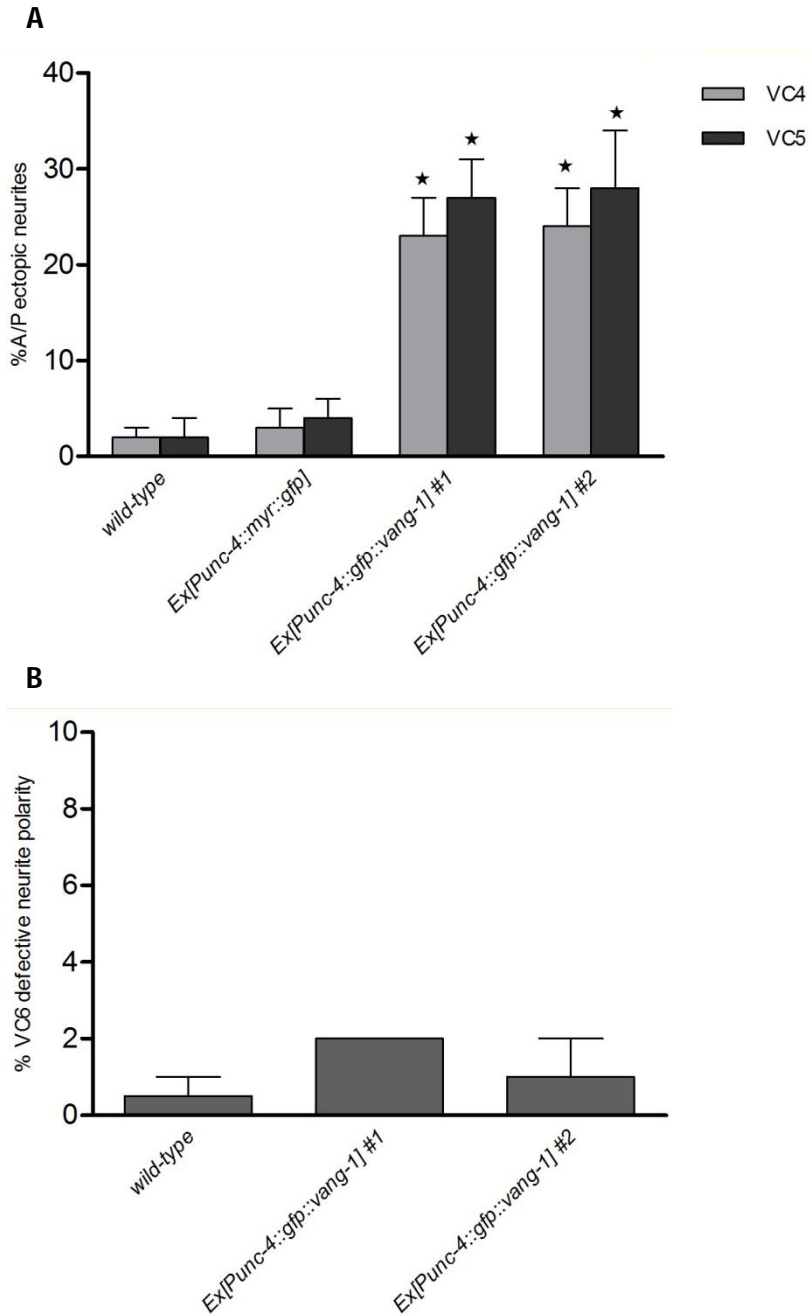 A
%A/P ectopic neurites
40
30
20
10
0
★ ★ ★ ★
VC4
VC5
wild-type
Ex[Punc-4::myr::gfp]
Ex[Punc-4::gfp::vang-1] #1
Ex[Punc-4::gfp::vang-1] #2
B
% VC6 defective neurite polarity
10
8
6
4
2
0
wild-type
Ex[Punc-4::gfp::vang-1] #1
Ex[Punc-4::gfp::vang-1] #2